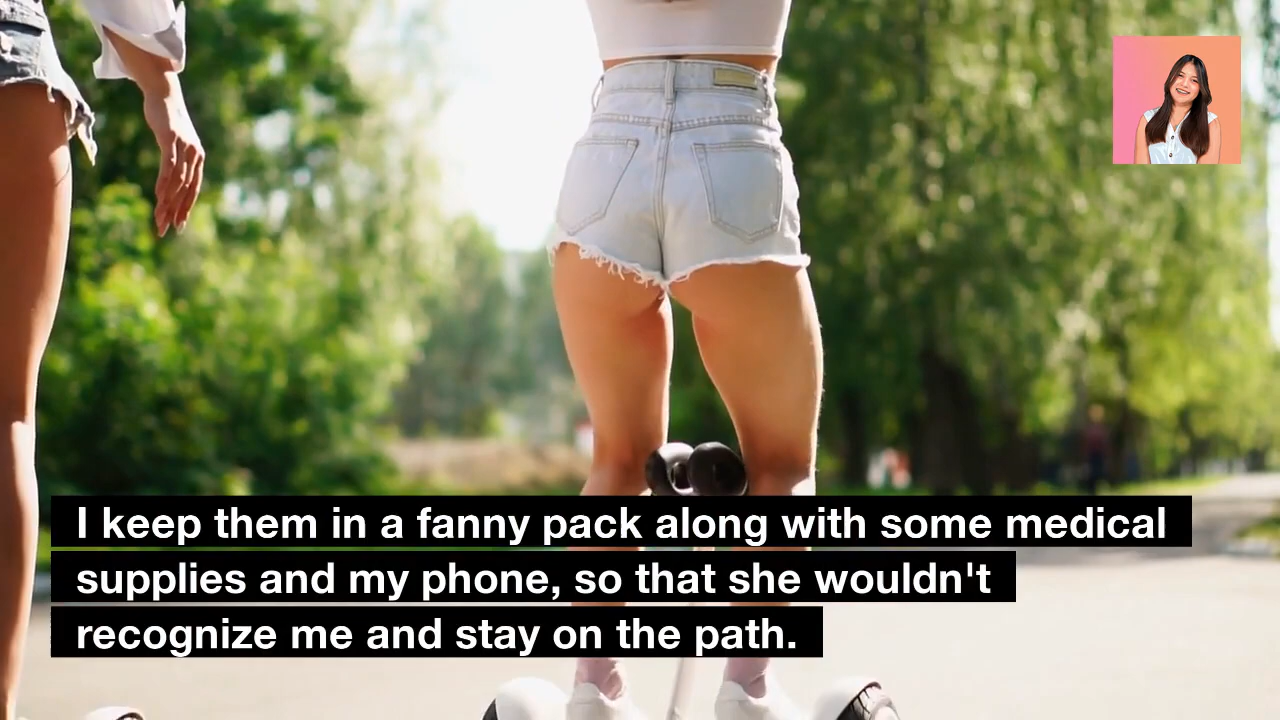 I keep them in a fanny pack along with some medical
supplies and my phone, so that she wouldn't
recognize me and stay on the path.